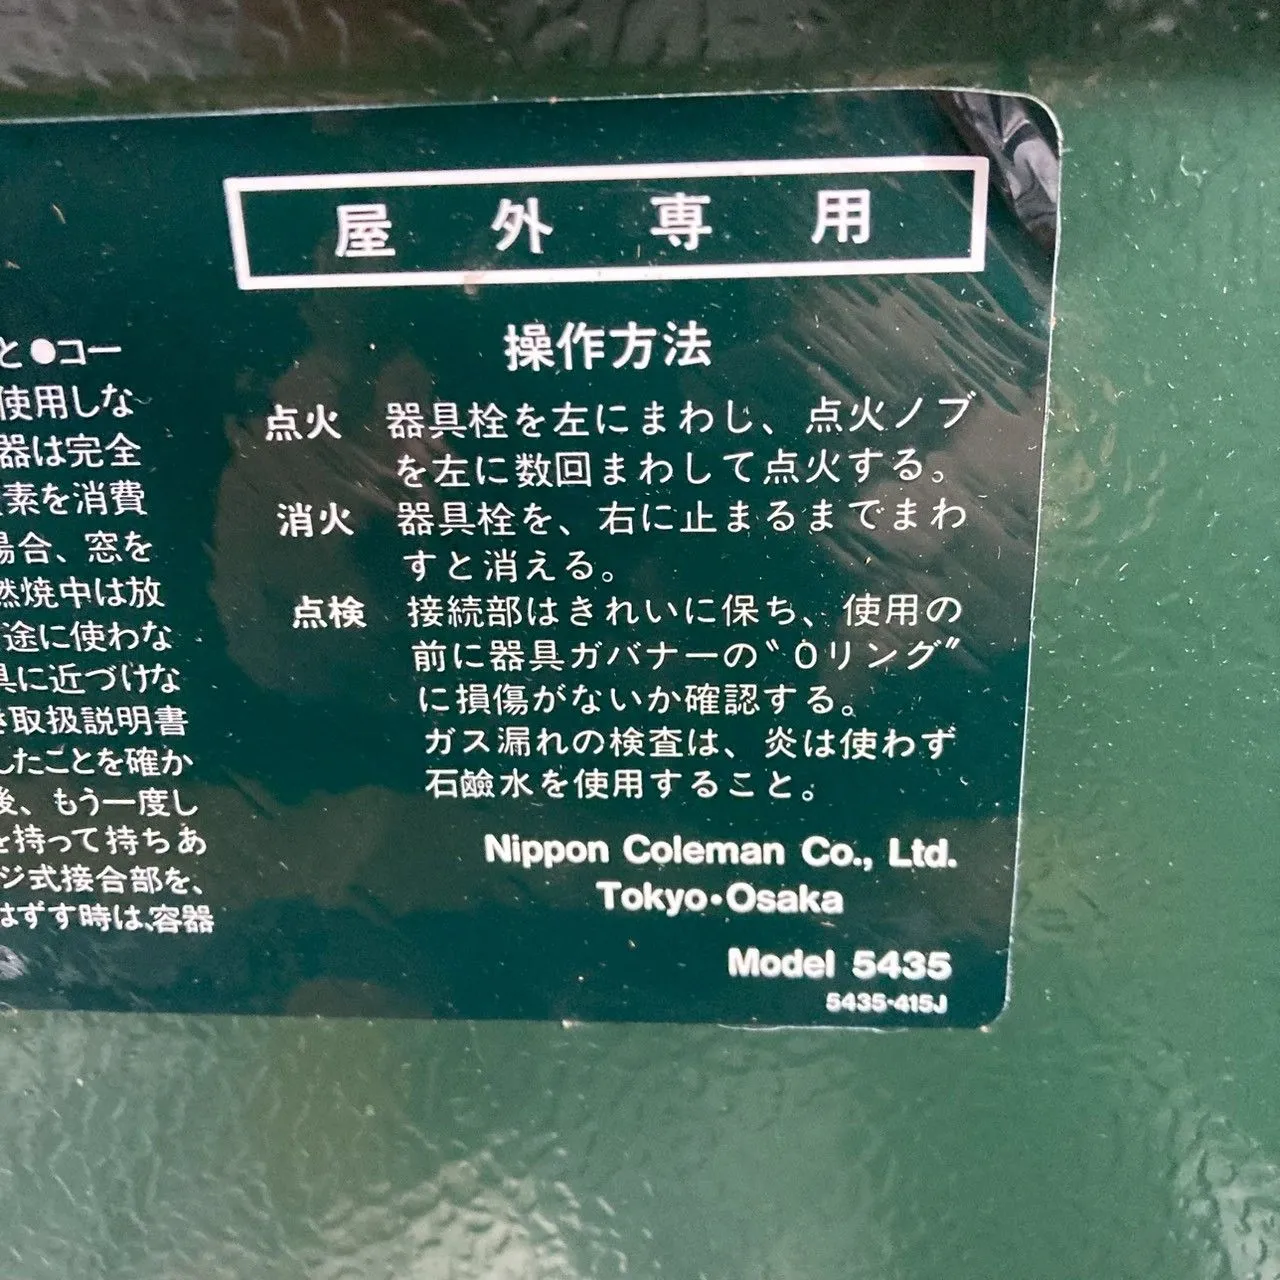 屋外専用
と●コー
使用しな
器は完全
素を消費
場合、窓を
燃焼中は放
途に使わな
具に近づけな
取扱説明書
したことを確か
後、もう一度し
を持って持ちあ
ジ式接合部を、
はずす時は、容器
操作方法
点火 器具栓を左にまわし、点火ノブ
を左に数回まわして点火する。
消火 器具栓を、右に止まるまでまわ
すと消える。
点検 接続部はきれいに保ち、使用の
前に器具ガバナーの〝Oリング〟
に損傷がないか確認する。
ガス漏れの検査は、炎は使わず
石鹼水を使用すること。
Nippon Coleman Co., Ltd.
Tokyo•Osaka
Model 5435
5435-415J